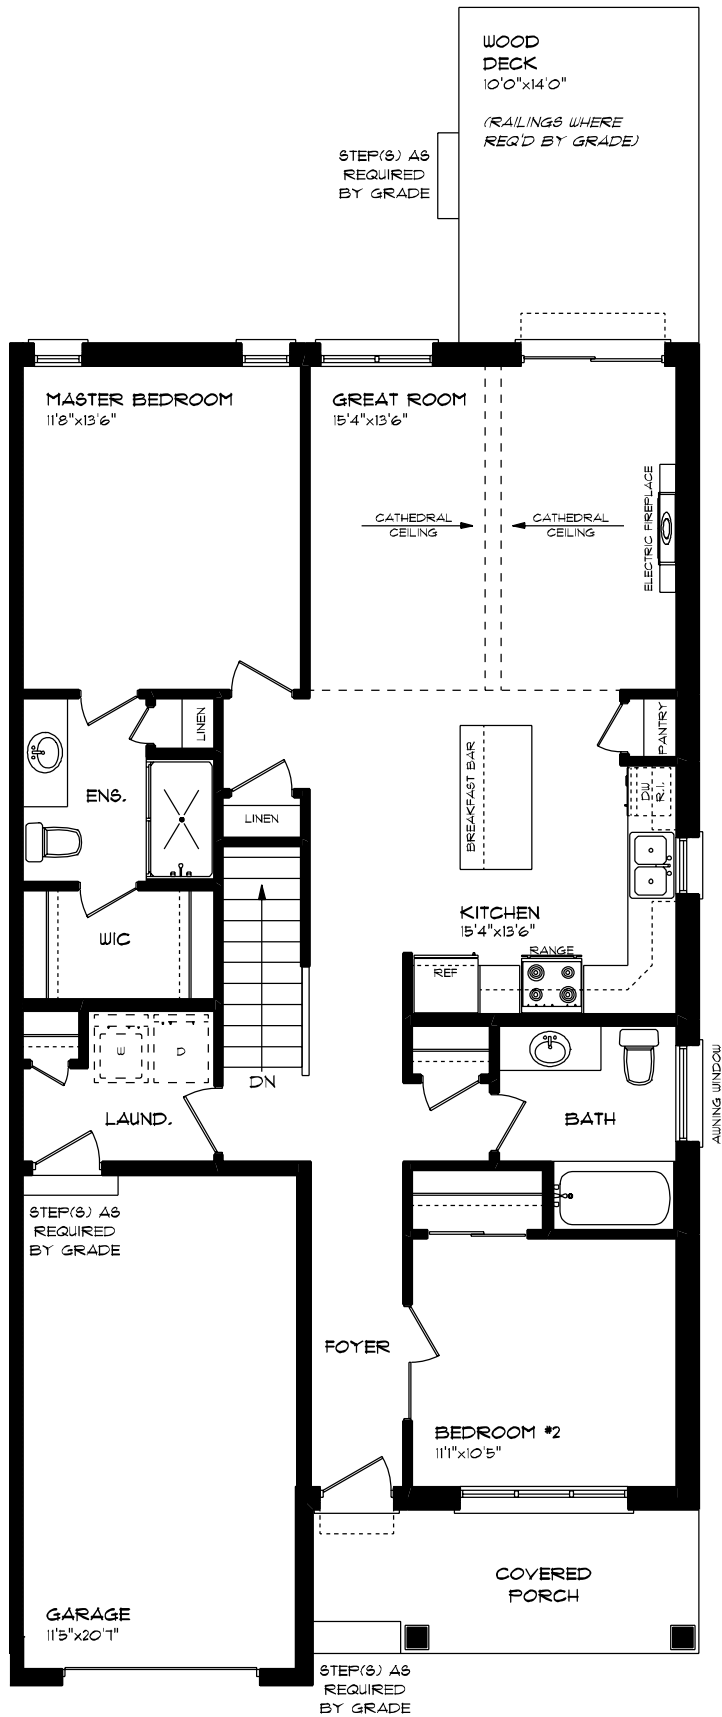 WOOD
DECK
10'0"x14'0"
(RAILINGS WHERE
REQ'D BY GRADE)
STEP(S) AS
REQUIRED
BY GRADE
MASTER BEDROOM
11'8"x13'6"
GREAT ROOM
15'4"x13'6"
CATHEDRAL
CEILING
CATHEDRAL
CEILING
ELECTRIC FIREPLACE
LINEN
PANTRY
BREAKFAST BAR
DW
R.I.
ENS.
LINEN
WIC
KITCHEN
15'4"x13'6"
RANGE
REF
W
D
DN
LAUND.
BATH
AWNING WINDOW
STEP(S) AS
REQUIRED
BY GRADE
FOYER
BEDROOM #2
11'1"x10'5"
COVERED
PORCH
GARAGE
11'5"x20'7"
STEP(S) AS
REQUIRED
BY GRADE